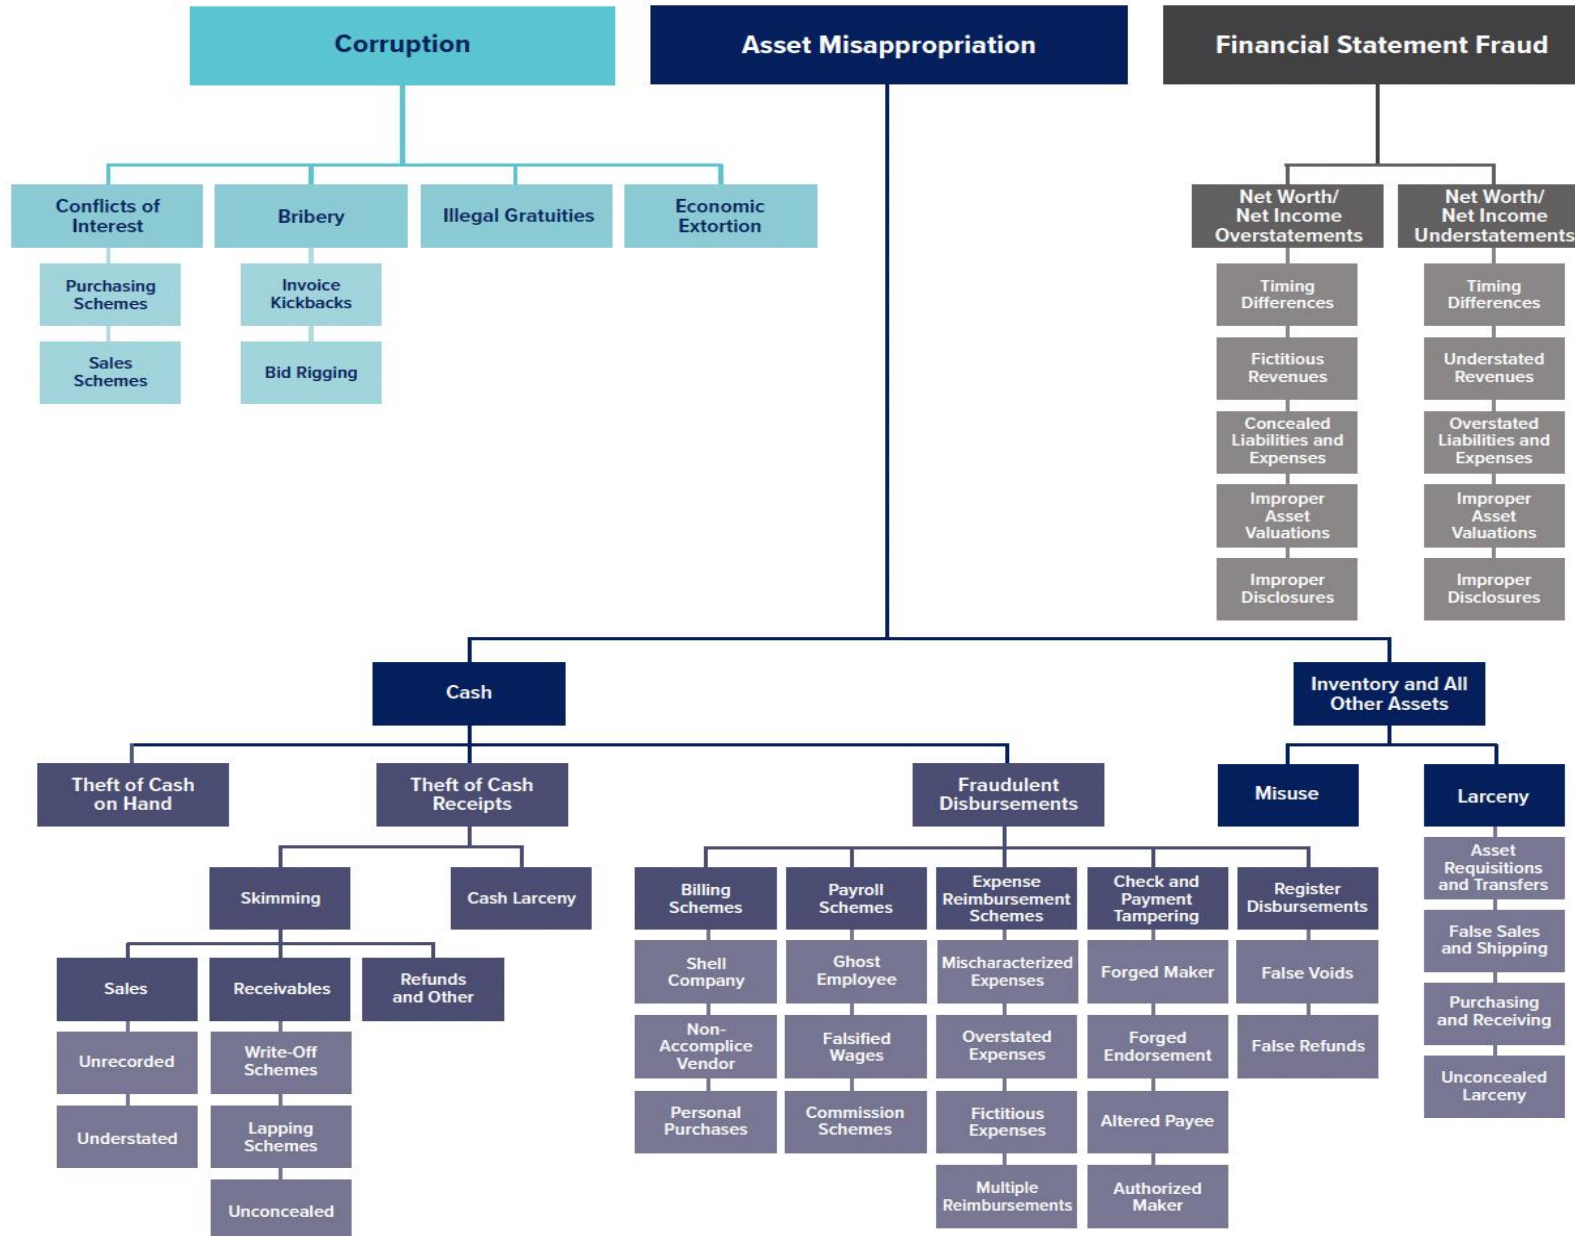 Corruption
Asset Misappropriation
Financial Statement Fraud
Conflicts of
Interest
Bribery
Illegal Gratuities
Economic
Extortion
Purchasing
Schemes
Sales
Schemes
Invoice
Kickbacks
Bid Rigging
Net Worth/
Net Income
Overstatements
Timing
Differences
Fictitious
Revenues
Concealed
Liabilities and
Expenses
Improper
Asset
Valuations
Improper
Disclosures
Net Worth/
Net Income
Understatements
Timing
Differences
Understated
Revenues
Overstated
Liabilities and
Expenses
Improper
Asset
Valuations
Improper
Disclosures
Cash
Inventory and All
Other Assets
Theft of Cash
on Hand
Theft of Cash
Receipts
Fraudulent
Disbursements
Misuse
Larceny
Skimming
Cash Larceny
Sales
Unrecorded
Understated
Receivables
Write-Off
Schemes
Lapping
Schemes
Unconcealed
Refunds
and Other
Billing
Schemes
Shell
Company
Non-
Accomplice
Vendor
Personal
Purchases
Payroll
Schemes
Ghost
Employee
Falsified
Wages
Commission
Schemes
Expense
Reimbursement
Schemes
Mischaracterized
Expenses
Overstated
Expenses
Fictitious
Expenses
Multiple
Reimbursements
Check and
Payment
Tampering
Forged Maker
Forged
Endorsement
Altered Payee
Authorized
Maker
Register
Disbursements
False Voids
False Refunds
Asset
Requisitions
and Transfers
False Sales
and Shipping
Purchasing
and Receiving
Unconcealed
Larceny